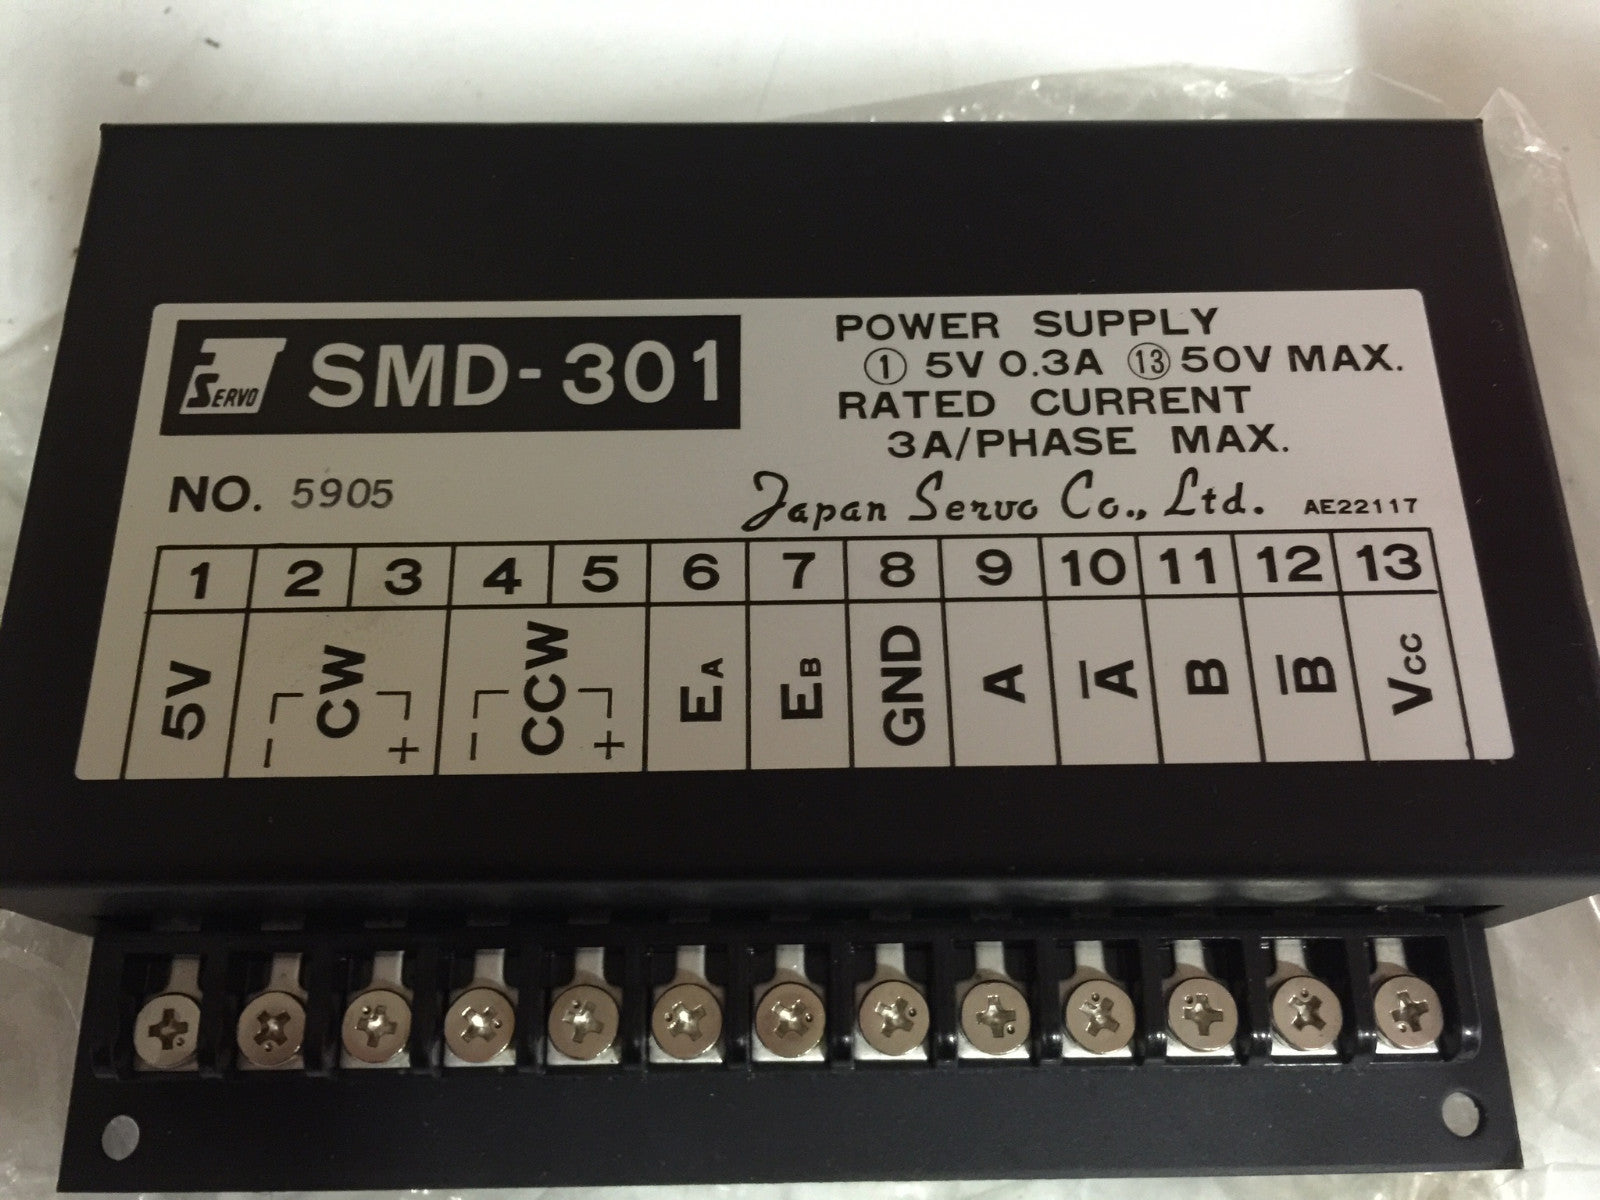 SERVO SMD-301
POWER SUPPLY
① 5V 0.3A ⑬ 50V MAX.
RATED CURRENT
3A/PHASE MAX.
NO. 5905
Japan Servo Co., Ltd. AE22117
1 2 3 4 5 6 7 8 9 10 11 12 13
5V - CW + - CCW + EA EB GND A A̅ B B̅ Vcc